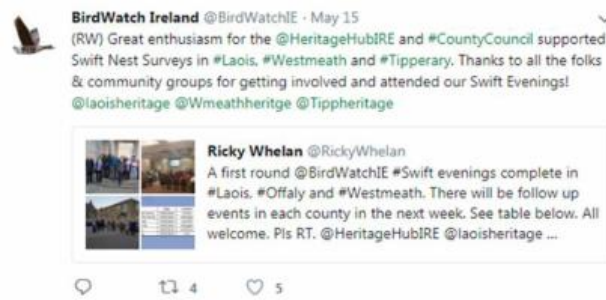 BirdWatch Ireland @BirdWatchIE · May 15
(RW) Great enthusiasm for the @HeritageHubIRE and #CountyCouncil supported
Swift Nest Surveys in #Laois, #Westmeath and #Tipperary. Thanks to all the folks
& community groups for getting involved and attended our Swift Evenings!
@laoisheritage @Wmeathheritge @Tippheritage
Ricky Whelan @RickyWhelan
A first round @BirdWatchIE #Swift evenings complete in
#Laois, #Offaly and #Westmeath. There will be follow up
events in each county in the next week. See table below. All
welcome. Pls RT. @HeritageHubIRE @laoisheritage ...
4 5